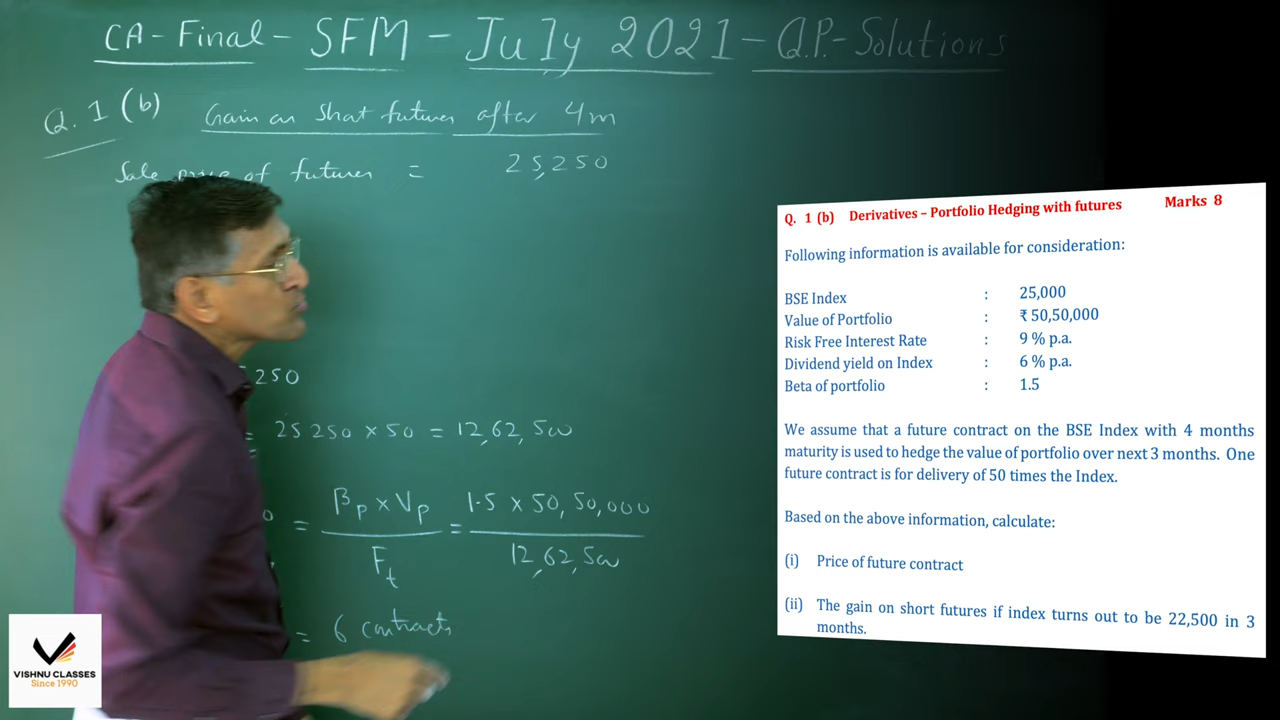 CA-Final - SFM - July 2021 - Q.P. - Solutions
Q. 1 (b) Gain on short futures after 4m
Sale price of futures = 25,250
250
= 25250 × 50 = 12,62,500
= βp × Vp / Ft = 1.5 × 50,50,000 / 12,62,500
= 6 contracts
Q. 1 (b) Derivatives – Portfolio Hedging with futures Marks 8
Following information is available for consideration:
BSE Index : 25,000
Value of Portfolio : ₹ 50,50,000
Risk Free Interest Rate : 9 % p.a.
Dividend yield on Index : 6 % p.a.
Beta of portfolio : 1.5
We assume that a future contract on the BSE Index with 4 months
maturity is used to hedge the value of portfolio over next 3 months. One
future contract is for delivery of 50 times the Index.
Based on the above information, calculate:
(i) Price of future contract
(ii) The gain on short futures if index turns out to be 22,500 in 3
months.
VISHNU CLASSES
Since 1990